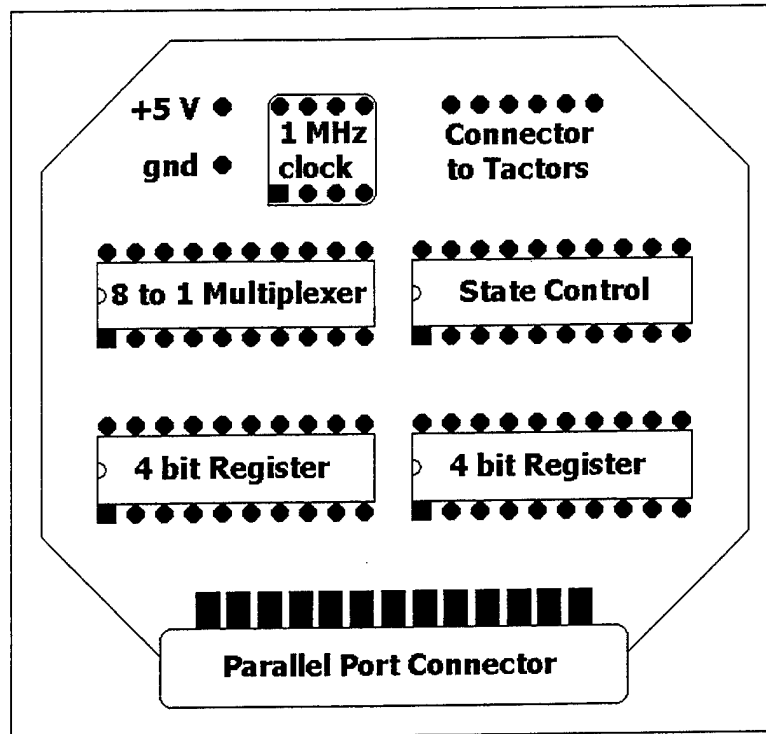 +5 V
gnd
1 MHz
clock
Connector
to Tactors
8 to 1 Multiplexer
State Control
4 bit Register
4 bit Register
Parallel Port Connector